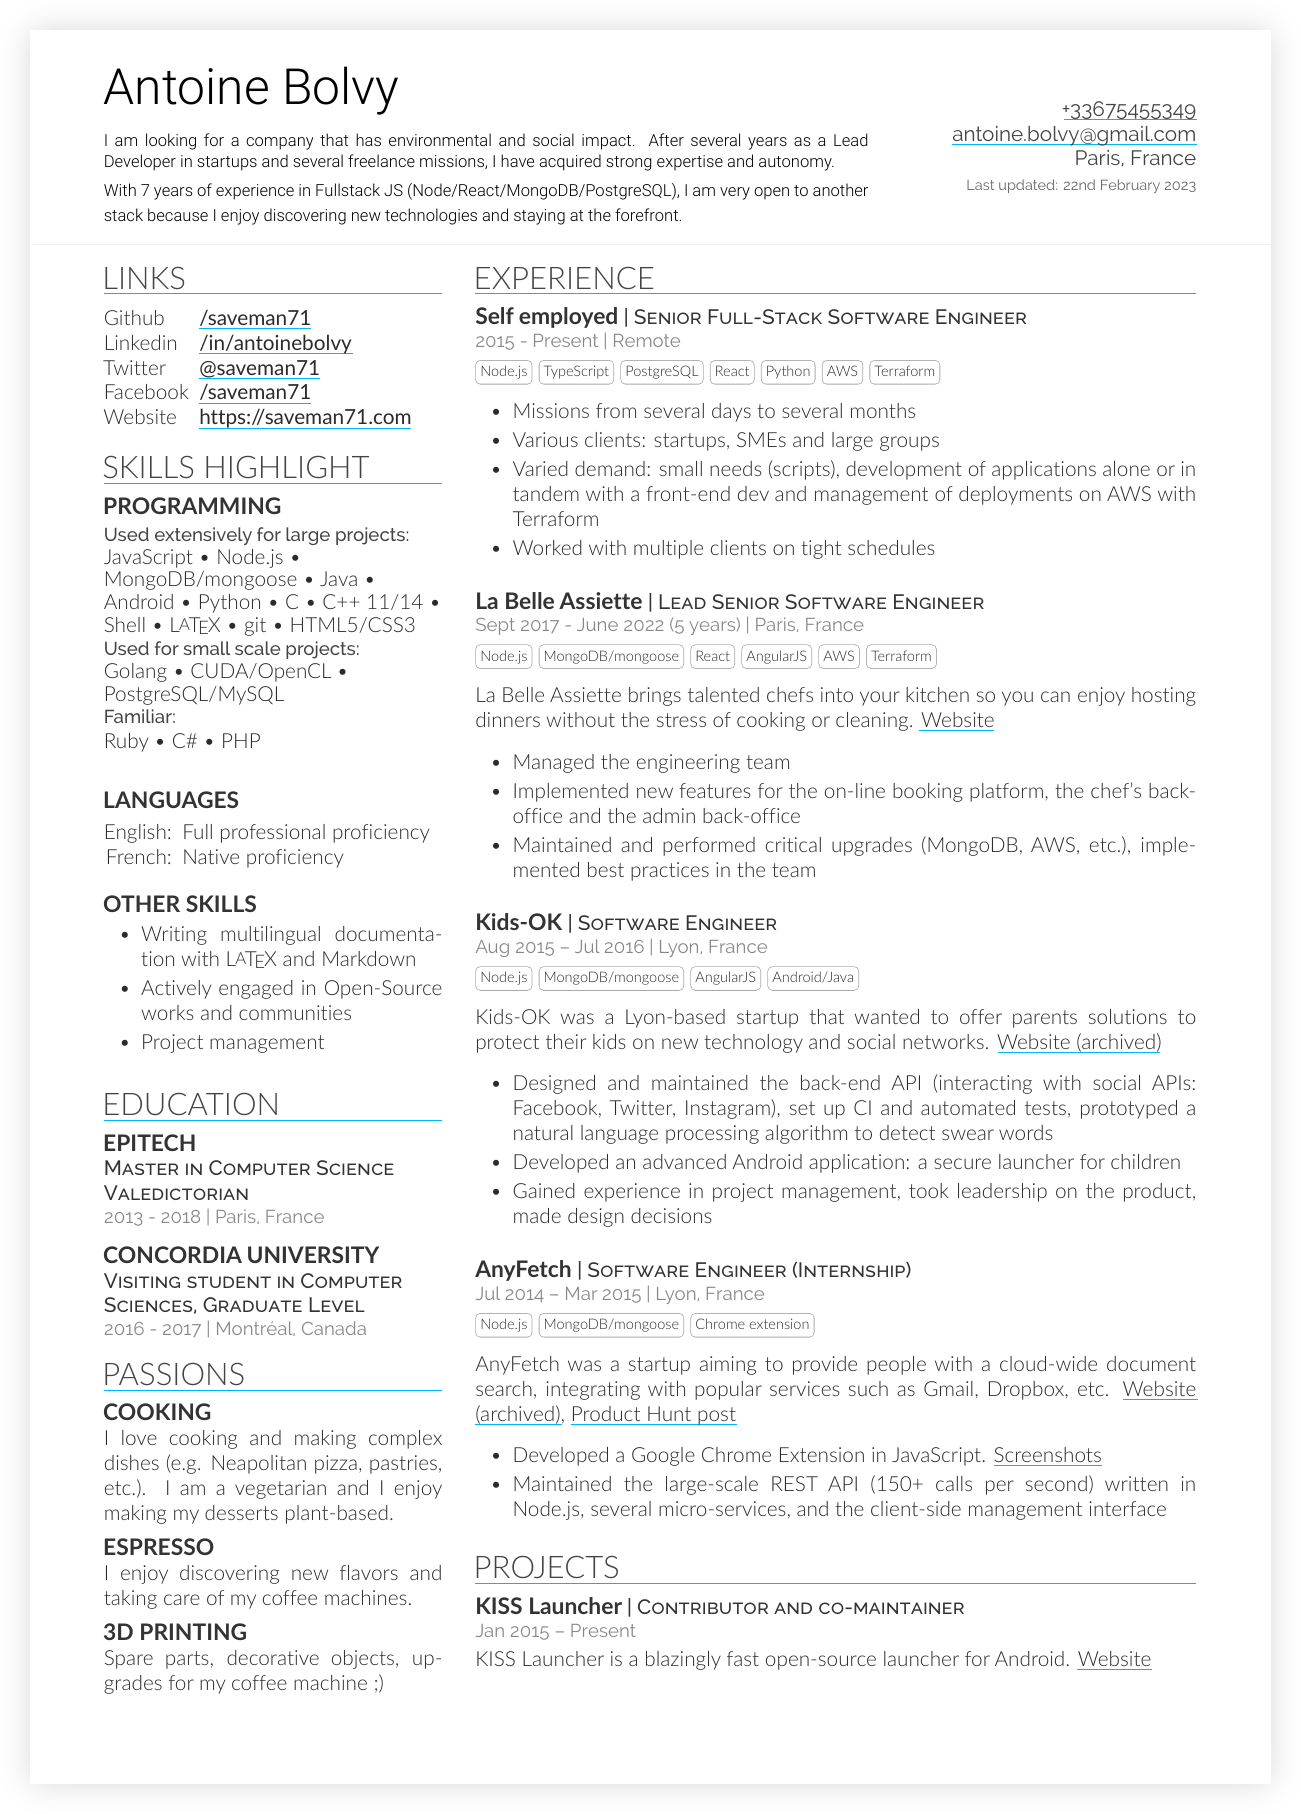 Antoine Bolvy
I am looking for a company that has environmental and social impact. After several years as a Lead
Developer in startups and several freelance missions, I have acquired strong expertise and autonomy.
With 7 years of experience in Fullstack JS (Node/React/MongoDB/PostgreSQL), I am very open to another
stack because I enjoy discovering new technologies and staying at the forefront.
+33675455349
antoine.bolvy@gmail.com
Paris, France
Last updated: 22nd February 2023
LINKS
Github /saveman71
Linkedin /in/antoinebolvy
Twitter @saveman71
Facebook /saveman71
Website https://saveman71.com
SKILLS HIGHLIGHT
PROGRAMMING
Used extensively for large projects:
JavaScript • Node.js •
MongoDB/mongoose • Java •
Android • Python • C • C++ 11/14 •
Shell • LATEX • git • HTML5/CSS3
Used for small scale projects:
Golang • CUDA/OpenCL •
PostgreSQL/MySQL
Familiar:
Ruby • C# • PHP
LANGUAGES
English: Full professional proficiency
French: Native proficiency
OTHER SKILLS
• Writing multilingual documenta-
tion with LATEX and Markdown
• Actively engaged in Open-Source
works and communities
• Project management
EDUCATION
EPITECH
Master in Computer Science
Valedictorian
2013 - 2018 | Paris, France
CONCORDIA UNIVERSITY
Visiting student in Computer
Sciences, Graduate Level
2016 - 2017 | Montréal, Canada
PASSIONS
COOKING
I love cooking and making complex
dishes (e.g. Neapolitan pizza, pastries,
etc.). I am a vegetarian and I enjoy
making my desserts plant-based.
ESPRESSO
I enjoy discovering new flavors and
taking care of my coffee machines.
3D PRINTING
Spare parts, decorative objects, up-
grades for my coffee machine ;)
EXPERIENCE
Self employed | Senior Full-Stack Software Engineer
2015 - Present | Remote
Node.js TypeScript PostgreSQL React Python AWS Terraform
• Missions from several days to several months
• Various clients: startups, SMEs and large groups
• Varied demand: small needs (scripts), development of applications alone or in
tandem with a front-end dev and management of deployments on AWS with
Terraform
• Worked with multiple clients on tight schedules
La Belle Assiette | Lead Senior Software Engineer
Sept 2017 - June 2022 (5 years) | Paris, France
Node.js MongoDB/mongoose React AngularJS AWS Terraform
La Belle Assiette brings talented chefs into your kitchen so you can enjoy hosting
dinners without the stress of cooking or cleaning. Website
• Managed the engineering team
• Implemented new features for the on-line booking platform, the chef's back-
office and the admin back-office
• Maintained and performed critical upgrades (MongoDB, AWS, etc.), imple-
mented best practices in the team
Kids-OK | Software Engineer
Aug 2015 – Jul 2016 | Lyon, France
Node.js MongoDB/mongoose AngularJS Android/Java
Kids-OK was a Lyon-based startup that wanted to offer parents solutions to
protect their kids on new technology and social networks. Website (archived)
• Designed and maintained the back-end API (interacting with social APIs:
Facebook, Twitter, Instagram), set up CI and automated tests, prototyped a
natural language processing algorithm to detect swear words
• Developed an advanced Android application: a secure launcher for children
• Gained experience in project management, took leadership on the product,
made design decisions
AnyFetch | Software Engineer (Internship)
Jul 2014 – Mar 2015 | Lyon, France
Node.js MongoDB/mongoose Chrome extension
AnyFetch was a startup aiming to provide people with a cloud-wide document
search, integrating with popular services such as Gmail, Dropbox, etc. Website
(archived), Product Hunt post
• Developed a Google Chrome Extension in JavaScript. Screenshots
• Maintained the large-scale REST API (150+ calls per second) written in
Node.js, several micro-services, and the client-side management interface
PROJECTS
KISS Launcher | Contributor and co-maintainer
Jan 2015 – Present
KISS Launcher is a blazingly fast open-source launcher for Android. Website